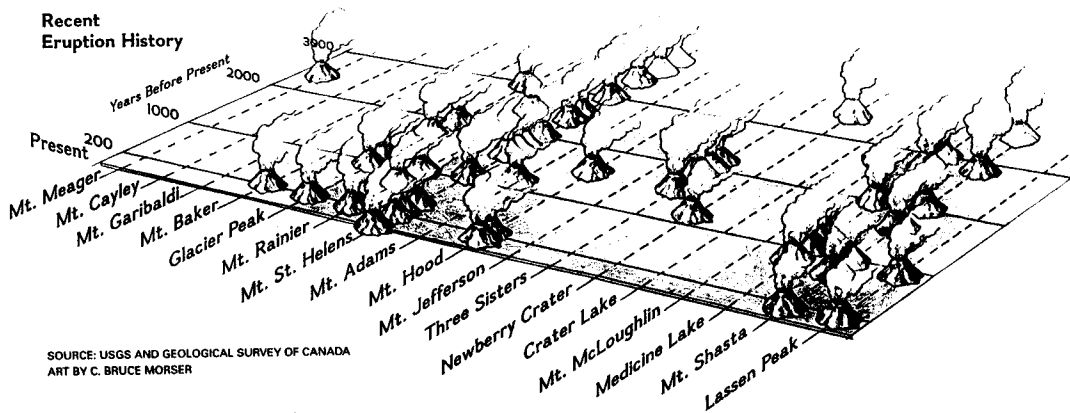 Recent
Eruption History
Years Before Present
3000
2000
1000
200
Present
Mt. Meager
Mt. Cayley
Mt. Garibaldi
Mt. Baker
Glacier Peak
Mt. Rainier
Mt. St. Helens
Mt. Adams
Mt. Hood
Mt. Jefferson
Three Sisters
Newberry Crater
Crater Lake
Mt. McLoughlin
Medicine Lake
Mt. Shasta
Lassen Peak
SOURCE: USGS AND GEOLOGICAL SURVEY OF CANADA
ART BY C. BRUCE MORSER